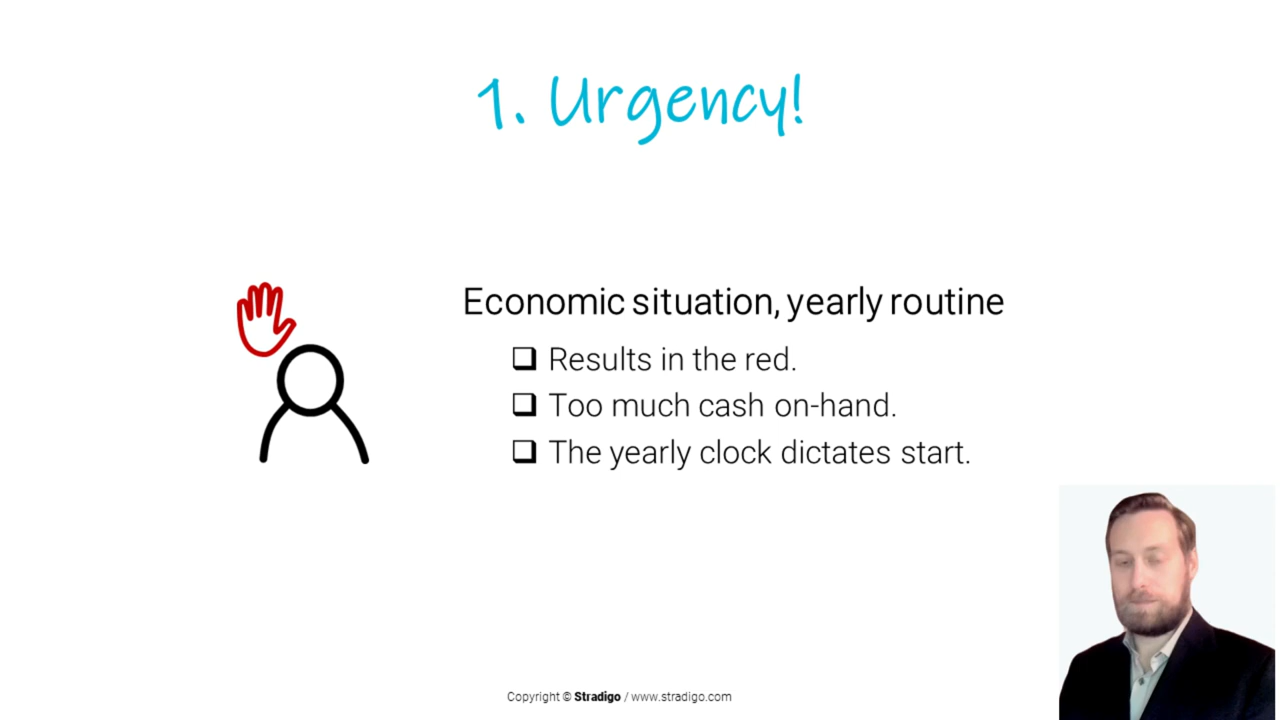 1. Urgency!
Economic situation, yearly routine
❑ Results in the red.
❑ Too much cash on-hand.
❑ The yearly clock dictates start.
Copyright © Stradigo / www.stradigo.com